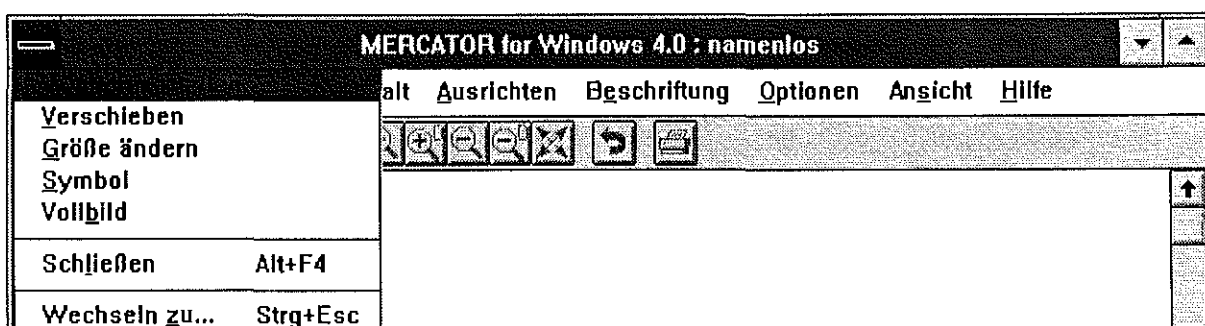 MERCATOR for Windows 4.0 : namenlos
alt Ausrichten Beschriftung Optionen Ansicht Hilfe
Verschieben
Größe ändern
Symbol
Vollbild
Schließen Alt+F4
Wechseln zu... Strg+Esc